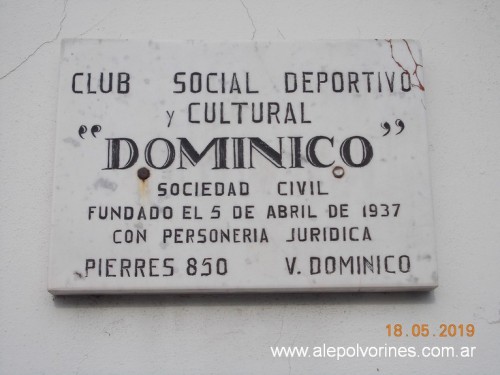 CLUB SOCIAL DEPORTIVO
y CULTURAL
"DOMINICO"
SOCIEDAD CIVIL
FUNDADO EL 5 DE ABRIL DE 1937
CON PERSONERIA JURIDICA
PIERRES 850 V. DOMINICO
18.05.2019
www.alepolvorines.com.ar